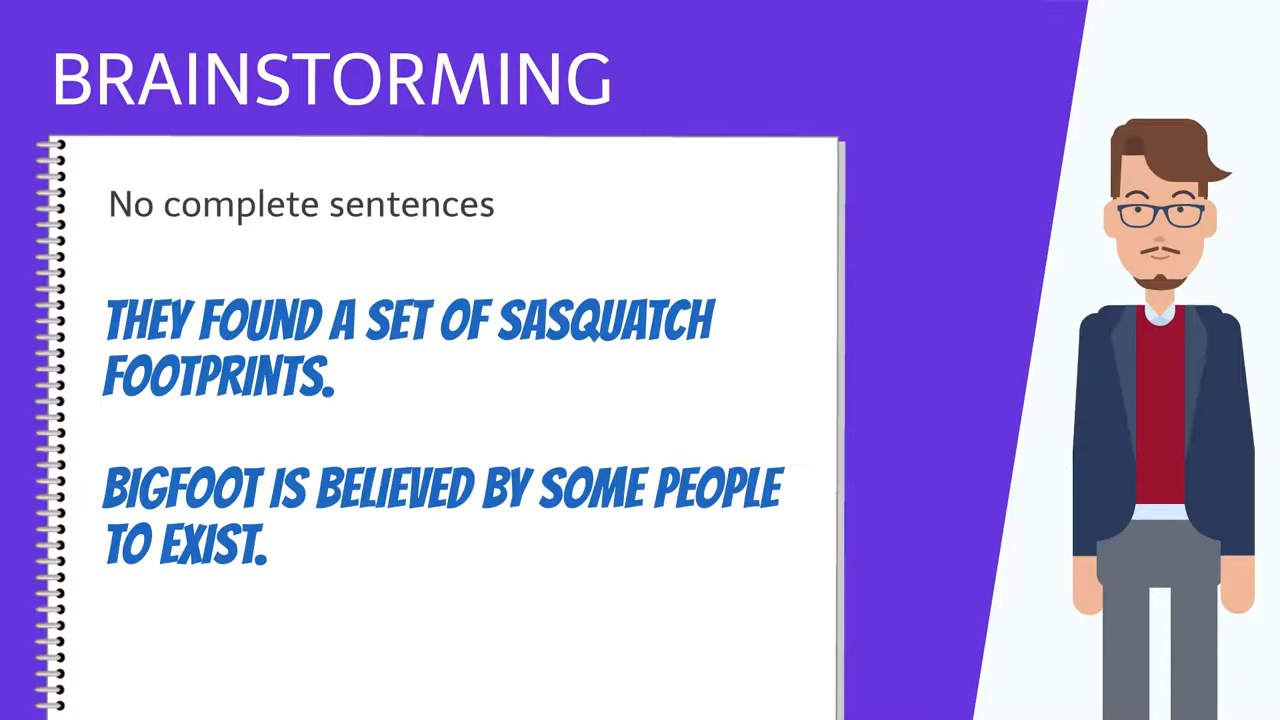 BRAINSTORMING
No complete sentences
THEY FOUND A SET OF SASQUATCH
FOOTPRINTS.
BIGFOOT IS BELIEVED BY SOME PEOPLE
TO EXIST.